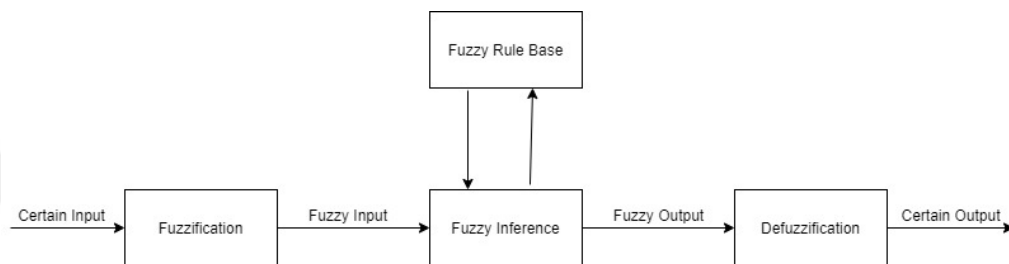 Fuzzy Rule Base
Certain Input
Fuzzification
Fuzzy Input
Fuzzy Inference
Fuzzy Output
Defuzzification
Certain Output